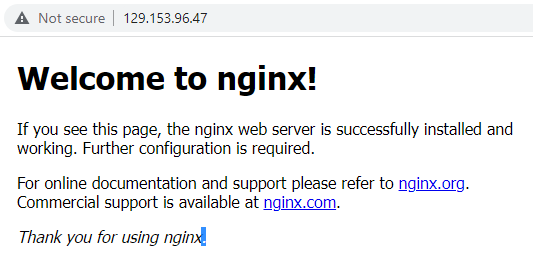 Not secure | 129.153.96.47
Welcome to nginx!
If you see this page, the nginx web server is successfully installed and
working. Further configuration is required.
For online documentation and support please refer to nginx.org.
Commercial support is available at nginx.com.
Thank you for using nginx.